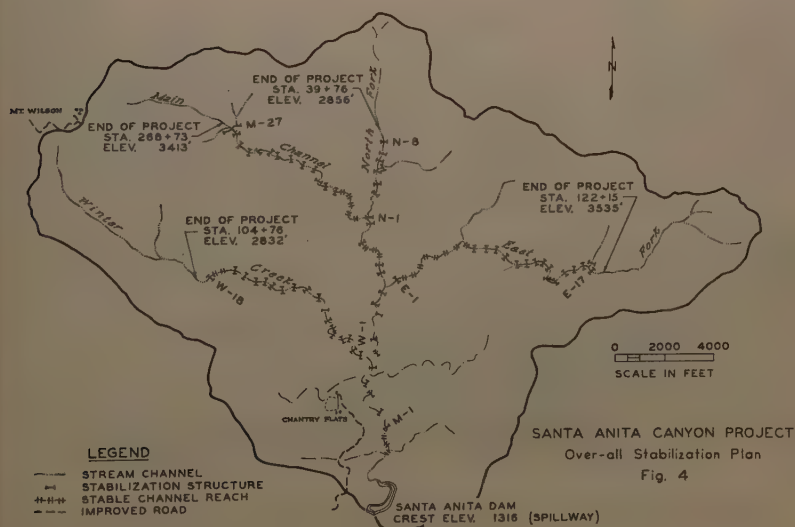 N
MT. WILSON
Main
END OF PROJECT
STA. 39+76
ELEV. 2856'
North Fork
M-27
END OF PROJECT
STA. 268+73
ELEV. 3413'
Channel
N-8
END OF PROJECT
STA. 122+15
ELEV. 3535'
Winter
END OF PROJECT
STA. 104+76
ELEV. 2832'
N-1
East
Fork
Creek
W-18
E-1
E-17
W-1
0 2000 4000
SCALE IN FEET
CHANTRY FLATS
M-1
SANTA ANITA CANYON PROJECT
Over-all Stabilization Plan
Fig. 4
LEGEND
STREAM CHANNEL
STABILIZATION STRUCTURE
STABLE CHANNEL REACH
IMPROVED ROAD
SANTA ANITA DAM
CREST ELEV. 1316 (SPILLWAY)